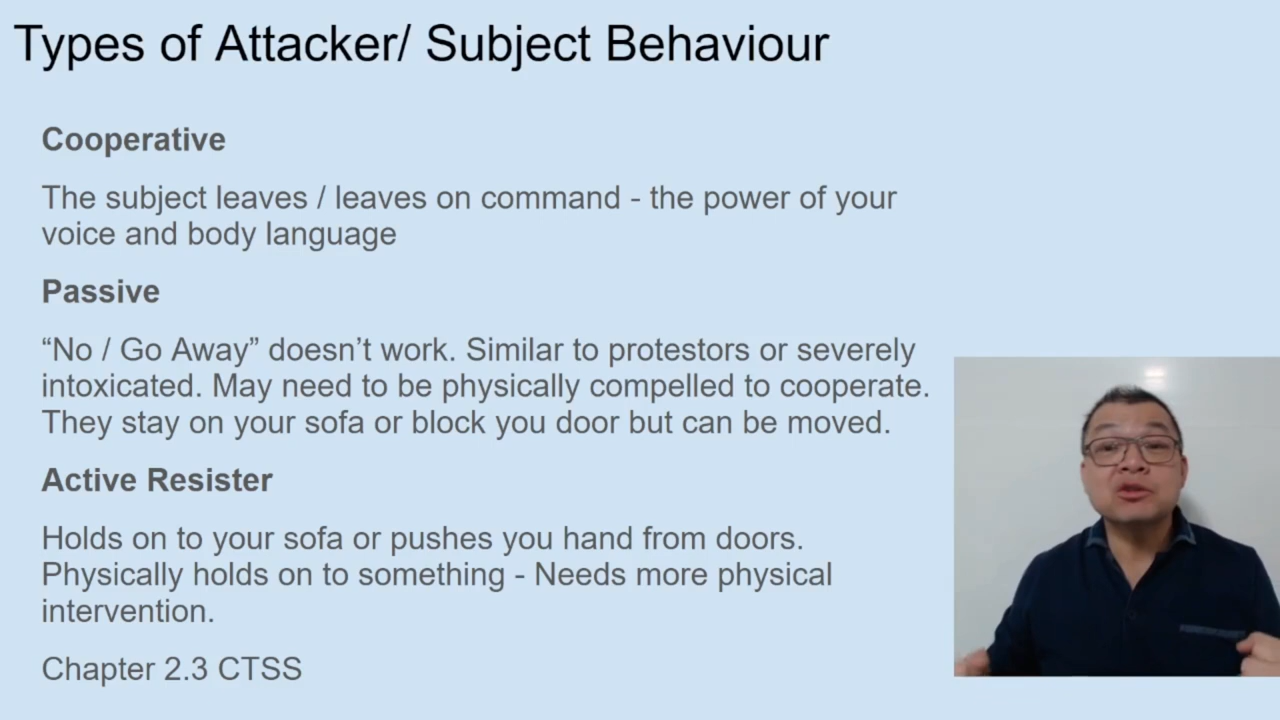 Types of Attacker/ Subject Behaviour
Cooperative
The subject leaves / leaves on command - the power of your
voice and body language
Passive
“No / Go Away” doesn’t work. Similar to protestors or severely
intoxicated. May need to be physically compelled to cooperate.
They stay on your sofa or block you door but can be moved.
Active Resister
Holds on to your sofa or pushes you hand from doors.
Physically holds on to something - Needs more physical
intervention.
Chapter 2.3 CTSS